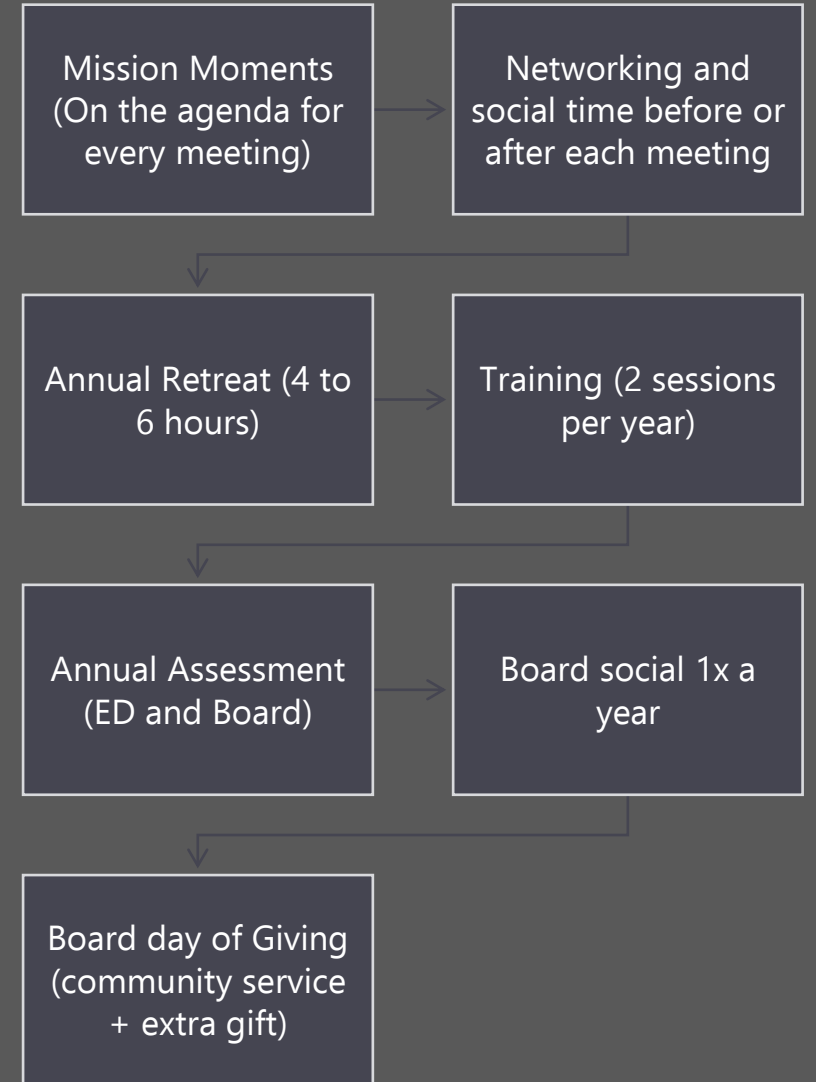 Mission Moments
(On the agenda for
every meeting)
Networking and
social time before or
after each meeting
Annual Retreat (4 to
6 hours)
Training (2 sessions
per year)
Annual Assessment
(ED and Board)
Board social 1x a
year
Board day of Giving
(community service
+ extra gift)